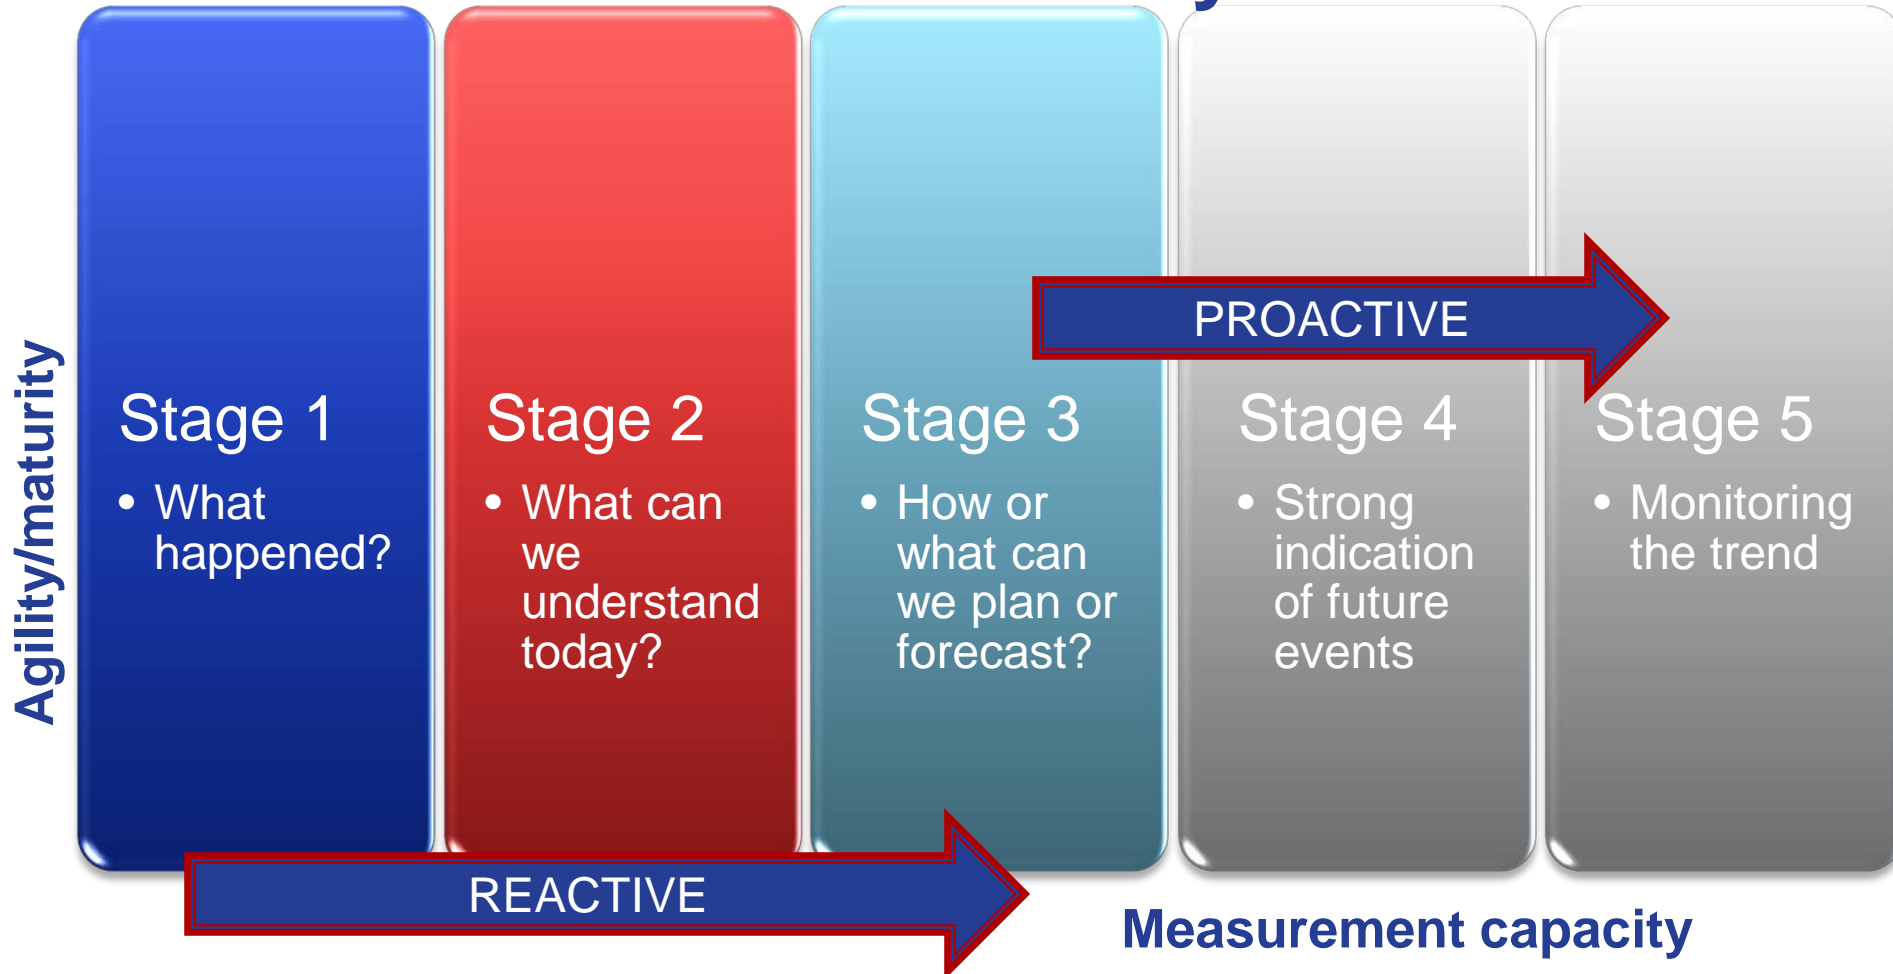 PROACTIVE
Agility/maturity
Stage 1
• What
happened?
Stage 2
• What can
we
understand
today?
Stage 3
• How or
what can
we plan or
forecast?
Stage 4
• Strong
indication
of future
events
Stage 5
• Monitoring
the trend
REACTIVE
Measurement capacity